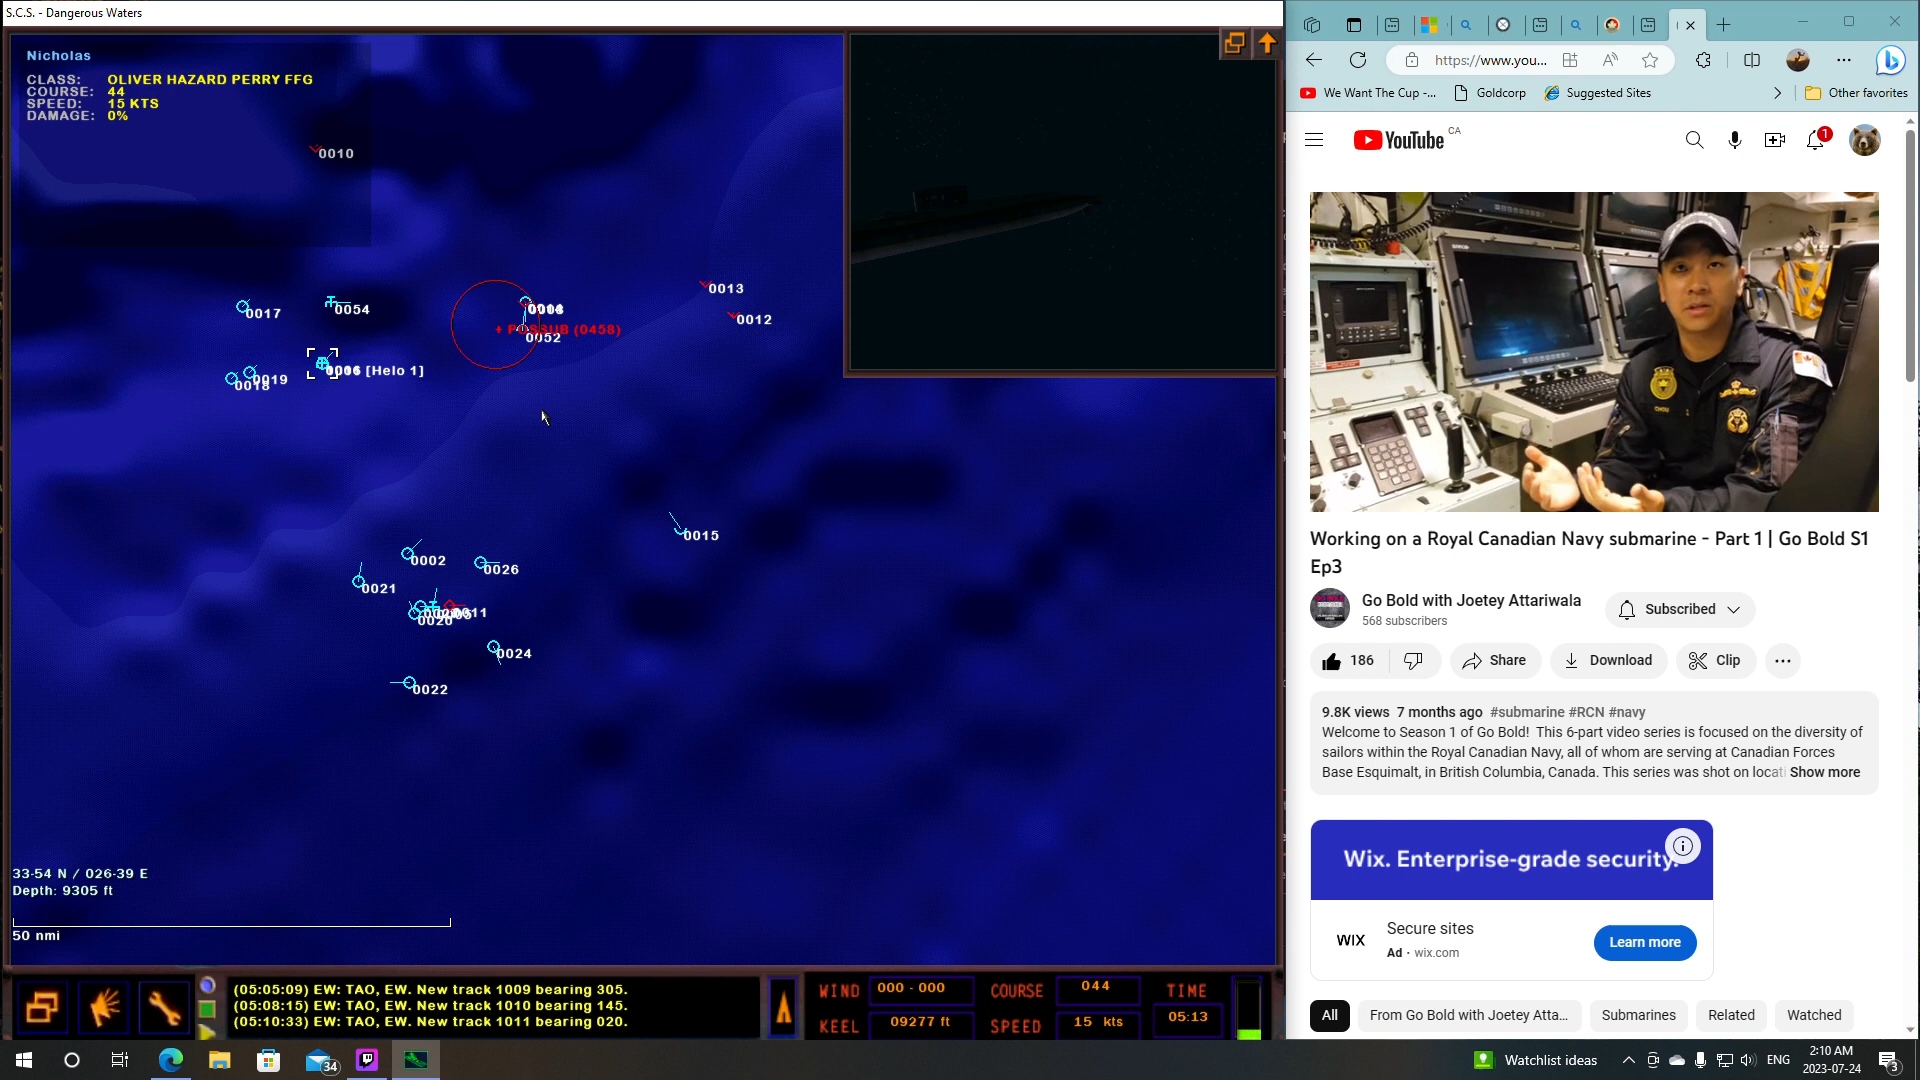 S.C.S. - Dangerous Waters
Nicholas
CLASS: OLIVER HAZARD PERRY FFG
COURSE: 44
SPEED: 15 KTS
DAMAGE: 0%
0010
0013
0012
0017
0054
+ POSSUB (0458)
0052
[Helo 1]
0019
0018
0015
0002
0026
0021
0011
0020
0024
0022
33-54 N / 026-39 E
Depth: 9305 ft
50 nmi
(05:05:09) EW: TAO, EW. New track 1009 bearing 305.
(05:08:15) EW: TAO, EW. New track 1010 bearing 145.
(05:10:33) EW: TAO, EW. New track 1011 bearing 020.
WIND 000 - 000 COURSE 044 TIME
KEEL 09277 ft SPEED 15 kts 05:13
https://www.you...
We Want The Cup -...
Goldcorp
Suggested Sites
Other favorites
YouTube CA
1
CHOU
Working on a Royal Canadian Navy submarine - Part 1 | Go Bold S1
Ep3
Go Bold with Joetey Attariwala
568 subscribers
Subscribed
186
Share
Download
Clip
9.8K views 7 months ago #submarine #RCN #navy
Welcome to Season 1 of Go Bold! This 6-part video series is focused on the diversity of
sailors within the Royal Canadian Navy, all of whom are serving at Canadian Forces
Base Esquimalt, in British Columbia, Canada. This series was shot on locati Show more
Wix. Enterprise-grade security.
WIX
Secure sites
Ad · wix.com
Learn more
All
From Go Bold with Joetey Atta...
Submarines
Related
Watched
34
Watchlist ideas
ENG
2:10 AM
2023-07-24
3